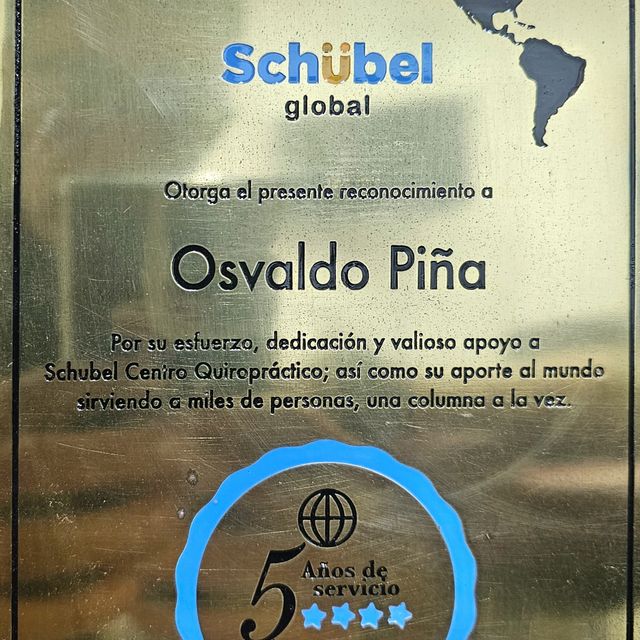 Schübel
global
Otorga el presente reconocimiento a
Osvaldo Piña
Por su esfuerzo, dedicación y valioso apoyo a
Schubel Centro Quiropráctico; así como su aporte al mundo
sirviendo a miles de personas, una columna a la vez.
5 Años de
servicio